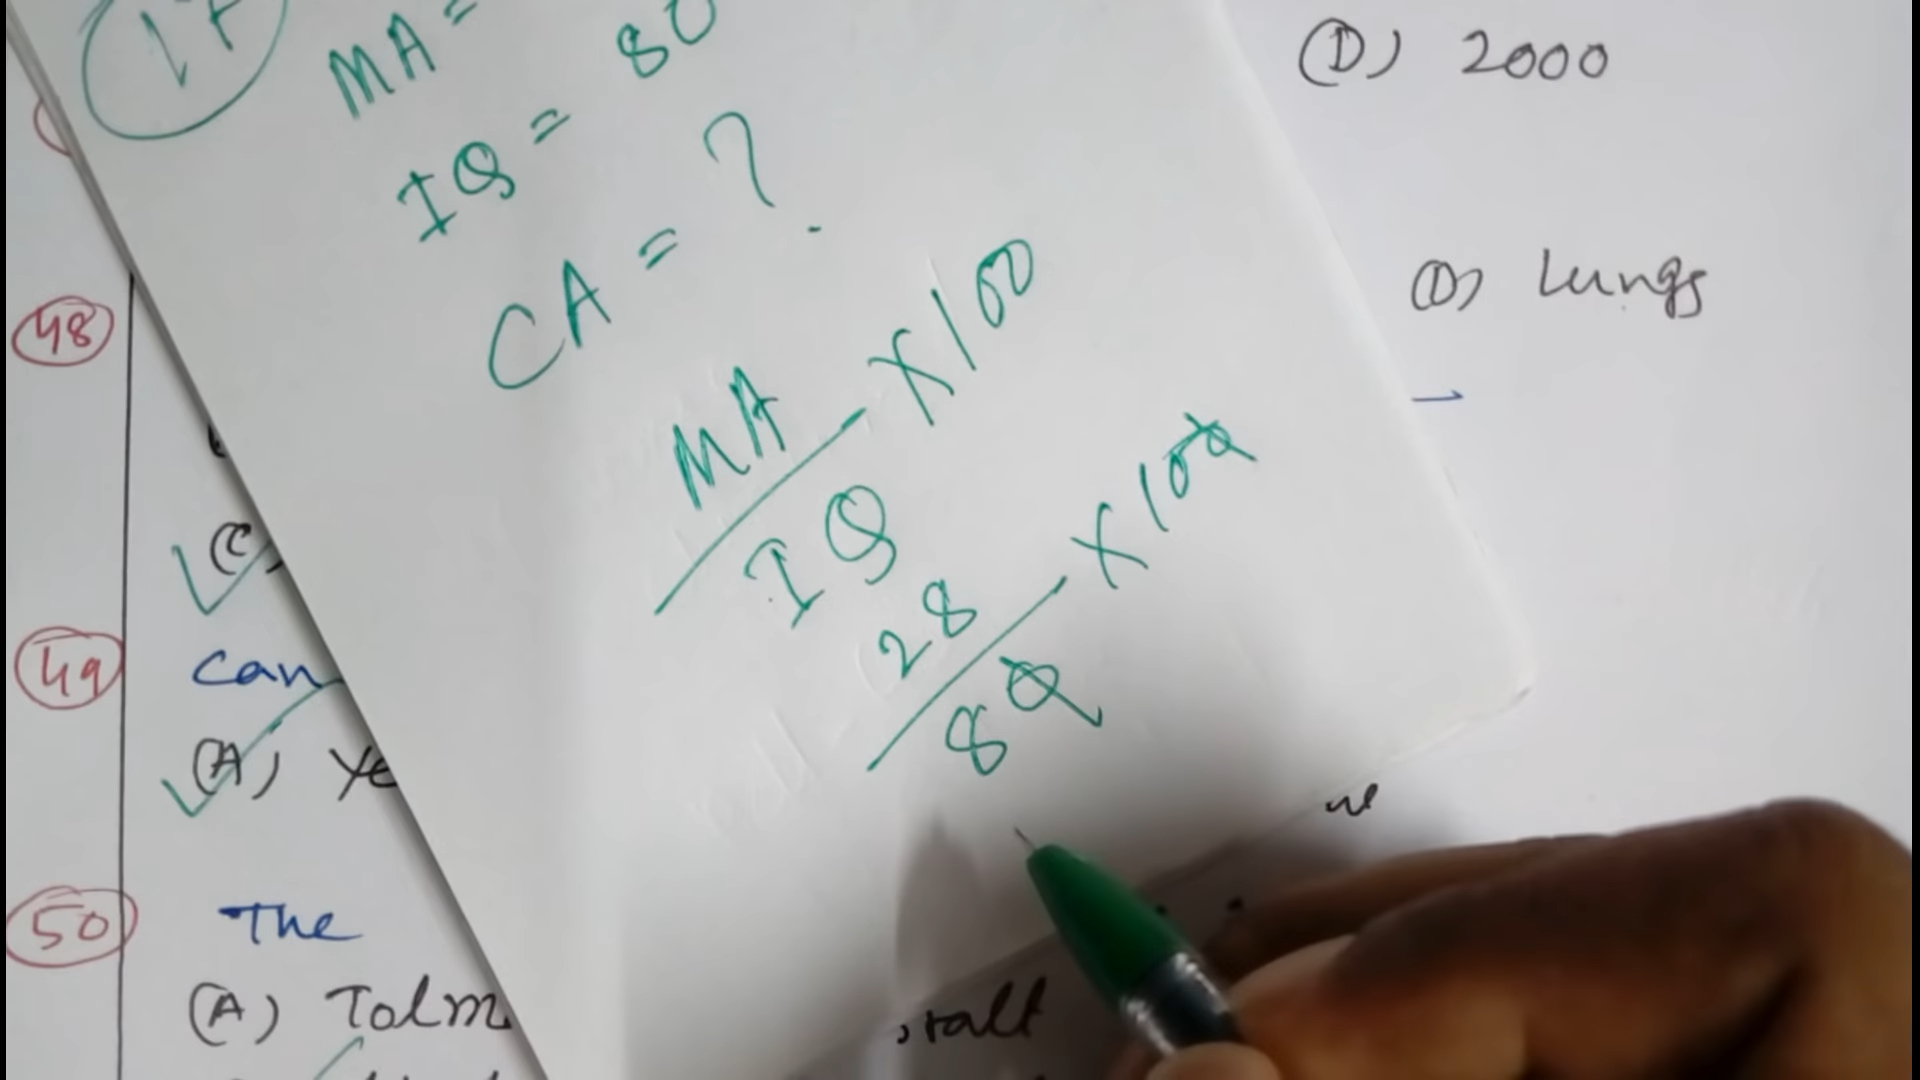 17
MA =
IQ = 80
CA = ?
MA
— X 100
IQ
28
— X 100
80
(D) 2000
(D) Lungs
48
(C)
49
can
(A) Ye
50
The
(A) Tolm